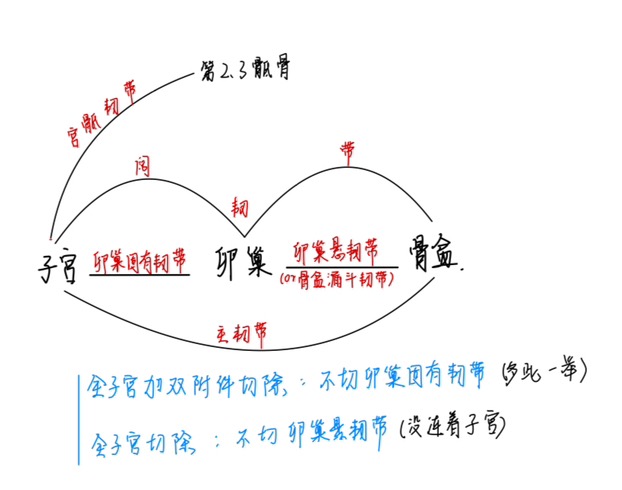 第2.3骶骨
宫骶韧带
阔
韧
带
子宫
卵巢固有韧带
卵巢
卵巢悬韧带
(or骨盆漏斗韧带)
骨盆.
主韧带
全子宫加双附件切除：不切卵巢固有韧带(多此一举)
全子宫切除：不切卵巢悬韧带(没连着子宫)